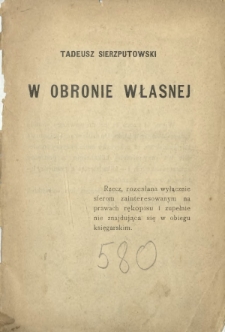 TADEUSZ SIERZPUTOWSKI
W OBRONIE WŁASNEJ
Rzecz, rozesłana wyłącznie
sferom zainteresowanym na
prawach rękopisu i zupełnie
nie znajdująca się w obiegu
księgarskim.
580